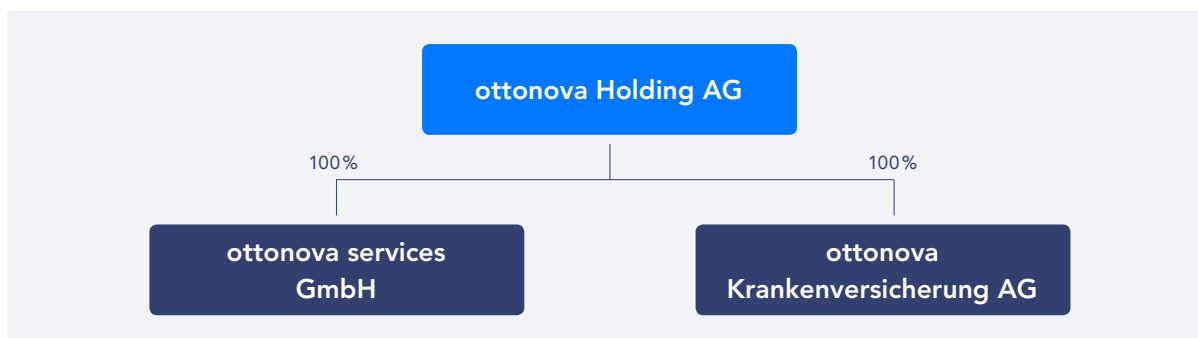 ottonova Holding AG
100%
100%
ottonova services
GmbH
ottonova
Krankenversicherung AG